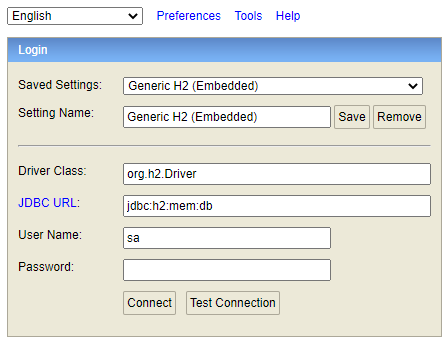 English Preferences Tools Help
Login
Saved Settings: Generic H2 (Embedded)
Setting Name: Generic H2 (Embedded) Save Remove
Driver Class: org.h2.Driver
JDBC URL: jdbc:h2:mem:db
User Name: sa
Password:
Connect Test Connection